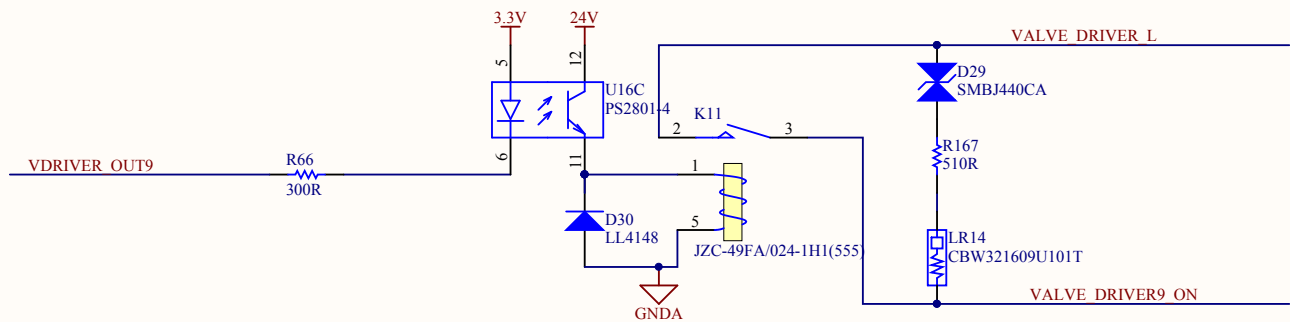 3.3V
24V
VALVE_DRIVER_L
5
12
D29
SMBJ440CA
U16C
PS2801-4
K11
2
3
R167
510R
6
11
VDRIVER_OUT9
R66
300R
1
5
D30
LL4148
JZC-49FA/024-1H1(555)
LR14
CBW321609U101T
VALVE_DRIVER9_ON
GNDA